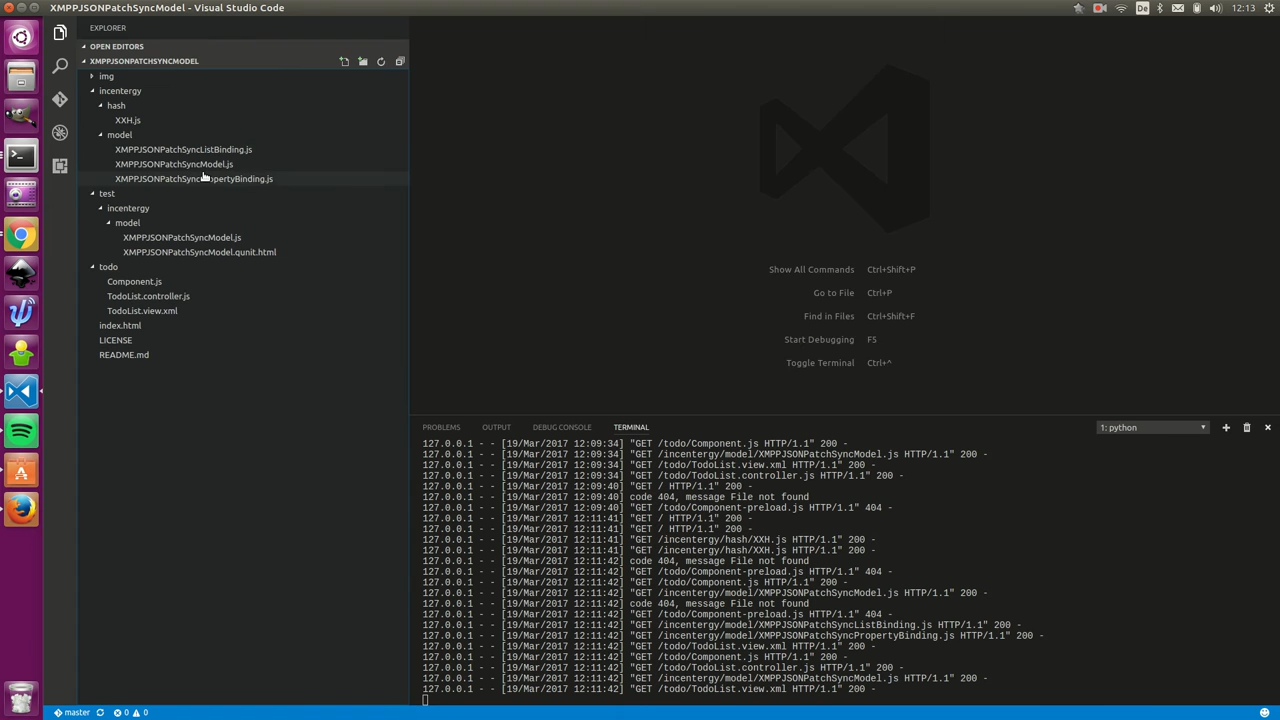 XMPPJSONPatchSyncModel - Visual Studio Code
De
12:13
EXPLORER
OPEN EDITORS
XMPPJSONPATCHSYNCMODEL
img
incentergy
hash
XXH.js
model
XMPPJSONPatchSyncListBinding.js
XMPPJSONPatchSyncModel.js
XMPPJSONPatchSyncPropertyBinding.js
test
incentergy
model
XMPPJSONPatchSyncModel.js
XMPPJSONPatchSyncModel.qunit.html
todo
Component.js
TodoList.controller.js
TodoList.view.xml
index.html
LICENSE
README.md
Show All Commands Ctrl+Shift+P
Go to File Ctrl+P
Find in Files Ctrl+Shift+F
Start Debugging F5
Toggle Terminal Ctrl+^
PROBLEMS OUTPUT DEBUG CONSOLE TERMINAL 1: python
127.0.0.1 - - [19/Mar/2017 12:09:34] "GET /todo/Component.js HTTP/1.1" 200 -
127.0.0.1 - - [19/Mar/2017 12:09:34] "GET /incentergy/model/XMPPJSONPatchSyncModel.js HTTP/1.1" 200 -
127.0.0.1 - - [19/Mar/2017 12:09:34] "GET /todo/TodoList.view.xml HTTP/1.1" 200 -
127.0.0.1 - - [19/Mar/2017 12:09:34] "GET /todo/TodoList.controller.js HTTP/1.1" 200 -
127.0.0.1 - - [19/Mar/2017 12:09:40] "GET / HTTP/1.1" 200 -
127.0.0.1 - - [19/Mar/2017 12:09:40] code 404, message File not found
127.0.0.1 - - [19/Mar/2017 12:09:40] "GET /todo/Component-preload.js HTTP/1.1" 404 -
127.0.0.1 - - [19/Mar/2017 12:11:41] "GET / HTTP/1.1" 200 -
127.0.0.1 - - [19/Mar/2017 12:11:41] "GET / HTTP/1.1" 200 -
127.0.0.1 - - [19/Mar/2017 12:11:41] "GET /incentergy/hash/XXH.js HTTP/1.1" 200 -
127.0.0.1 - - [19/Mar/2017 12:11:41] "GET /incentergy/hash/XXH.js HTTP/1.1" 200 -
127.0.0.1 - - [19/Mar/2017 12:11:42] code 404, message File not found
127.0.0.1 - - [19/Mar/2017 12:11:42] "GET /todo/Component-preload.js HTTP/1.1" 404 -
127.0.0.1 - - [19/Mar/2017 12:11:42] "GET /todo/Component.js HTTP/1.1" 200 -
127.0.0.1 - - [19/Mar/2017 12:11:42] "GET /incentergy/model/XMPPJSONPatchSyncModel.js HTTP/1.1" 200 -
127.0.0.1 - - [19/Mar/2017 12:11:42] code 404, message File not found
127.0.0.1 - - [19/Mar/2017 12:11:42] "GET /todo/Component-preload.js HTTP/1.1" 404 -
127.0.0.1 - - [19/Mar/2017 12:11:42] "GET /incentergy/model/XMPPJSONPatchSyncListBinding.js HTTP/1.1" 200 -
127.0.0.1 - - [19/Mar/2017 12:11:42] "GET /incentergy/model/XMPPJSONPatchSyncPropertyBinding.js HTTP/1.1" 200 -
127.0.0.1 - - [19/Mar/2017 12:11:42] "GET /todo/TodoList.view.xml HTTP/1.1" 200 -
127.0.0.1 - - [19/Mar/2017 12:11:42] "GET /todo/Component.js HTTP/1.1" 200 -
127.0.0.1 - - [19/Mar/2017 12:11:42] "GET /todo/TodoList.controller.js HTTP/1.1" 200 -
127.0.0.1 - - [19/Mar/2017 12:11:42] "GET /incentergy/model/XMPPJSONPatchSyncModel.js HTTP/1.1" 200 -
127.0.0.1 - - [19/Mar/2017 12:11:42] "GET /todo/TodoList.view.xml HTTP/1.1" 200 -
master 0 0